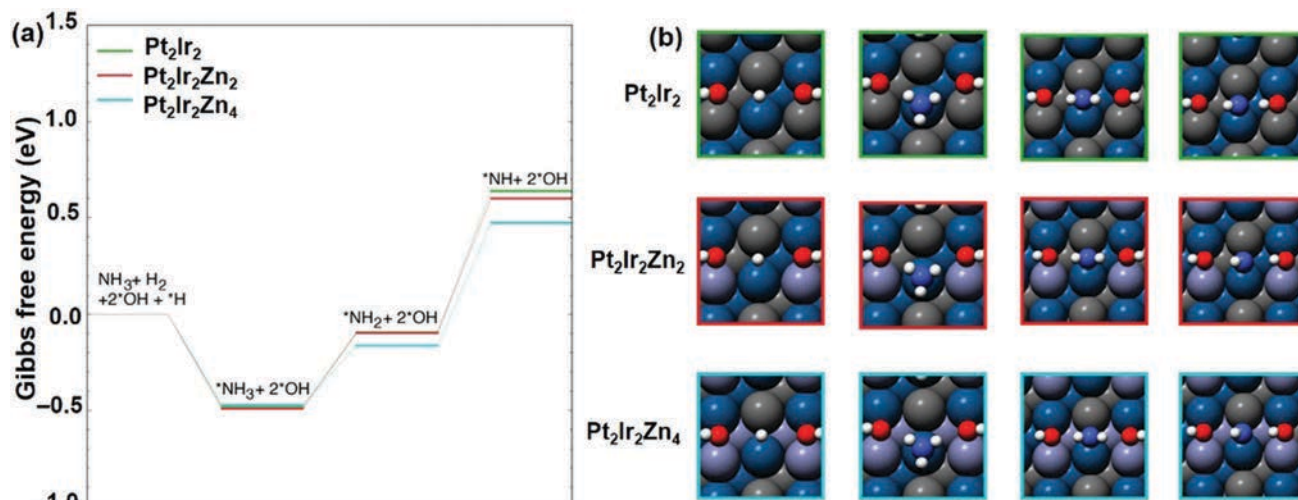 (a)
1.5
1.0
0.5
0.0
−0.5
Gibbs free energy (eV)
Pt2Ir2
Pt2Ir2Zn2
Pt2Ir2Zn4
NH3+ H2
+2*OH + *H
*NH3+ 2*OH
*NH2+ 2*OH
*NH+ 2*OH
(b)
Pt2Ir2
Pt2Ir2Zn2
Pt2Ir2Zn4